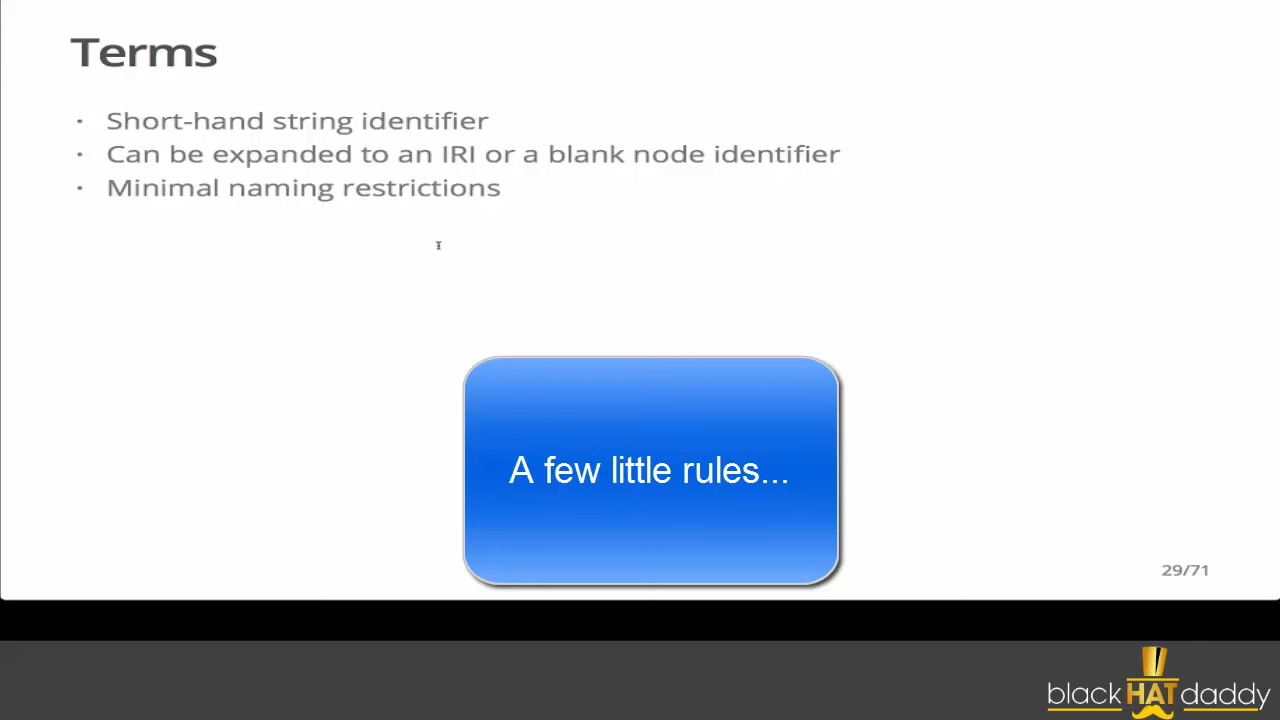 Terms
· Short-hand string identifier
· Can be expanded to an IRI or a blank node identifier
· Minimal naming restrictions
A few little rules...
29/71
blackHATdaddy